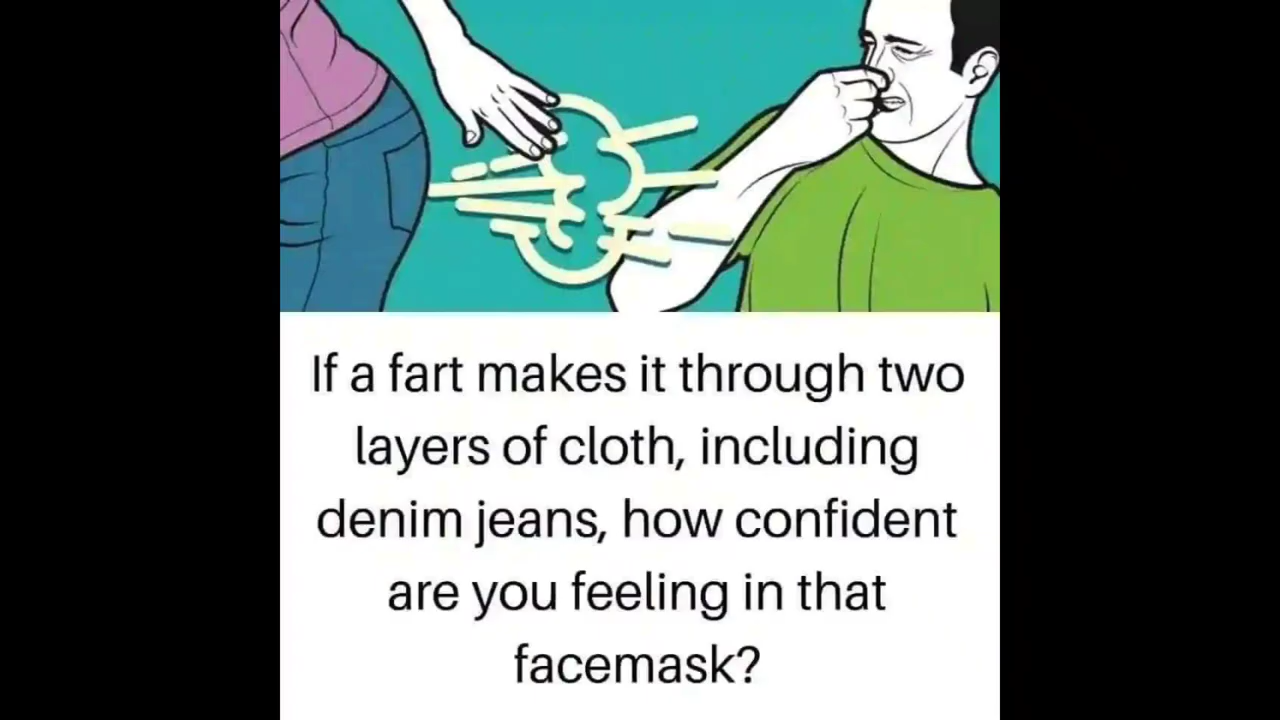 If a fart makes it through two
layers of cloth, including
denim jeans, how confident
are you feeling in that
facemask?